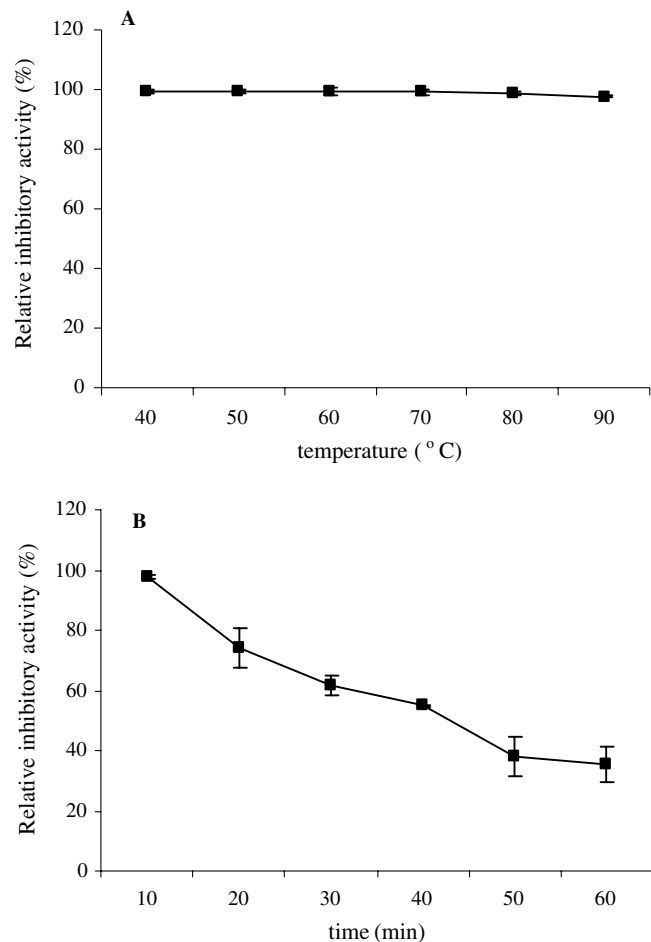 A
Relative inhibitory activity (%)
120
100
80
60
40
20
0
40 50 60 70 80 90
temperature ( ° C)
B
Relative inhibitory activity (%)
120
100
80
60
40
20
0
10 20 30 40 50 60
time (min)